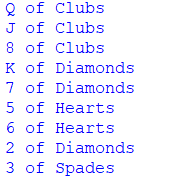 Q of Clubs
J of Clubs
8 of Clubs
K of Diamonds
7 of Diamonds
5 of Hearts
6 of Hearts
2 of Diamonds
3 of Spades